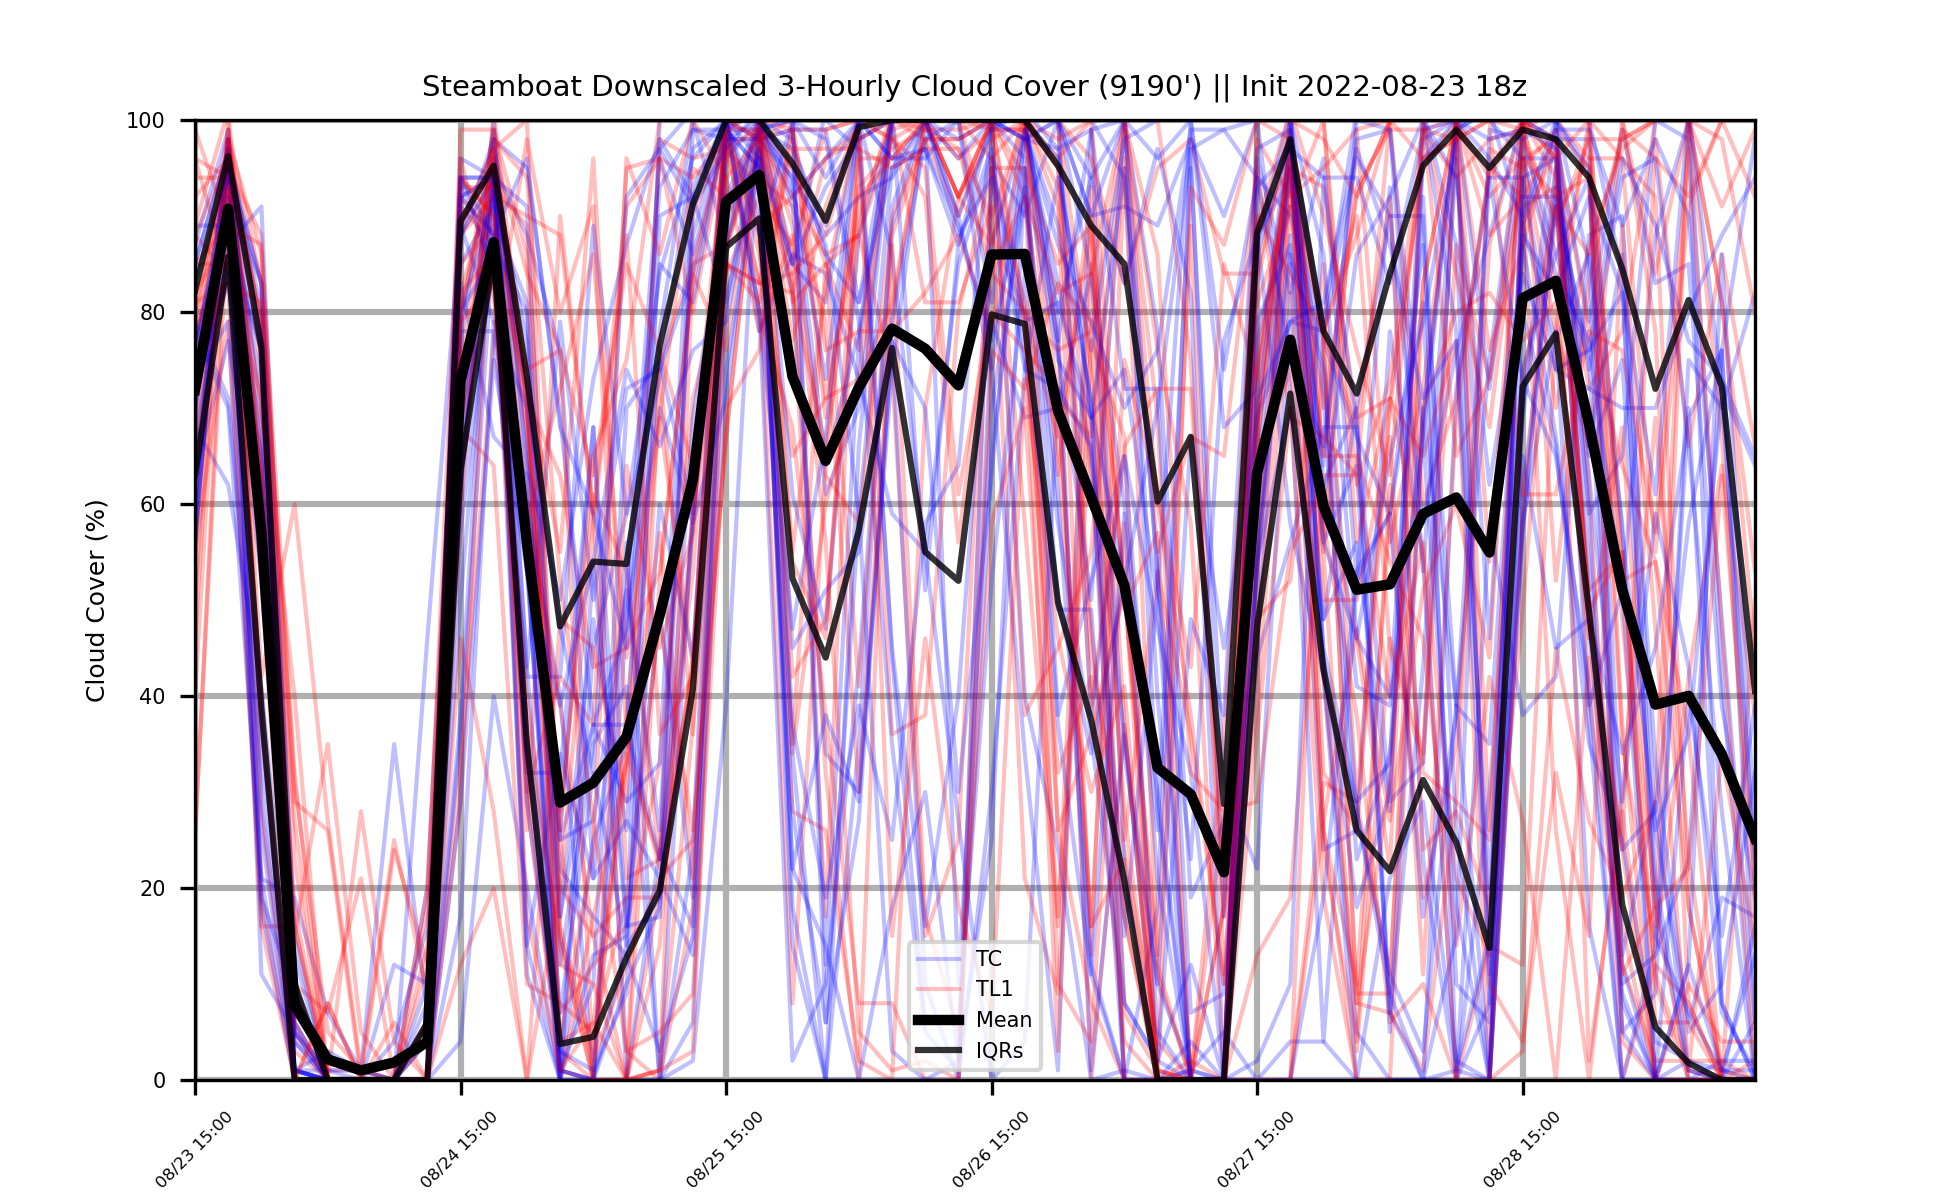 Steamboat Downscaled 3-Hourly Cloud Cover (9190') || Init 2022-08-23 18z
Cloud Cover (%)
100
80
60
40
20
0
TC
TL1
Mean
IQRs
08/23 15:00
08/24 15:00
08/25 15:00
08/26 15:00
08/27 15:00
08/28 15:00